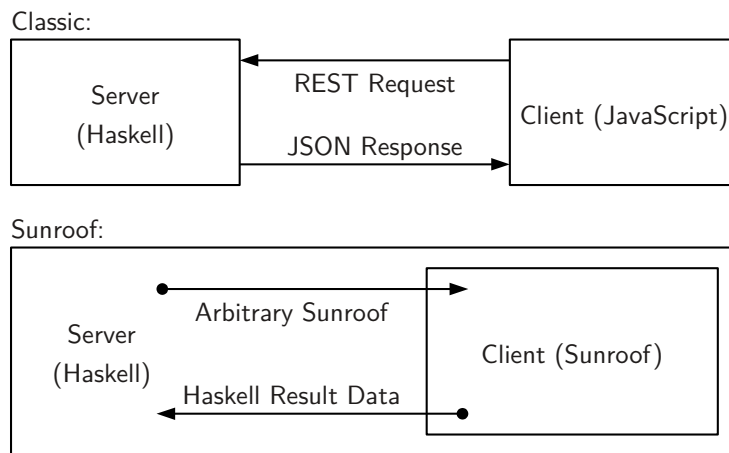 Classic:
Server
(Haskell)
REST Request
JSON Response
Client (JavaScript)
Sunroof:
Server
(Haskell)
Arbitrary Sunroof
Haskell Result Data
Client (Sunroof)